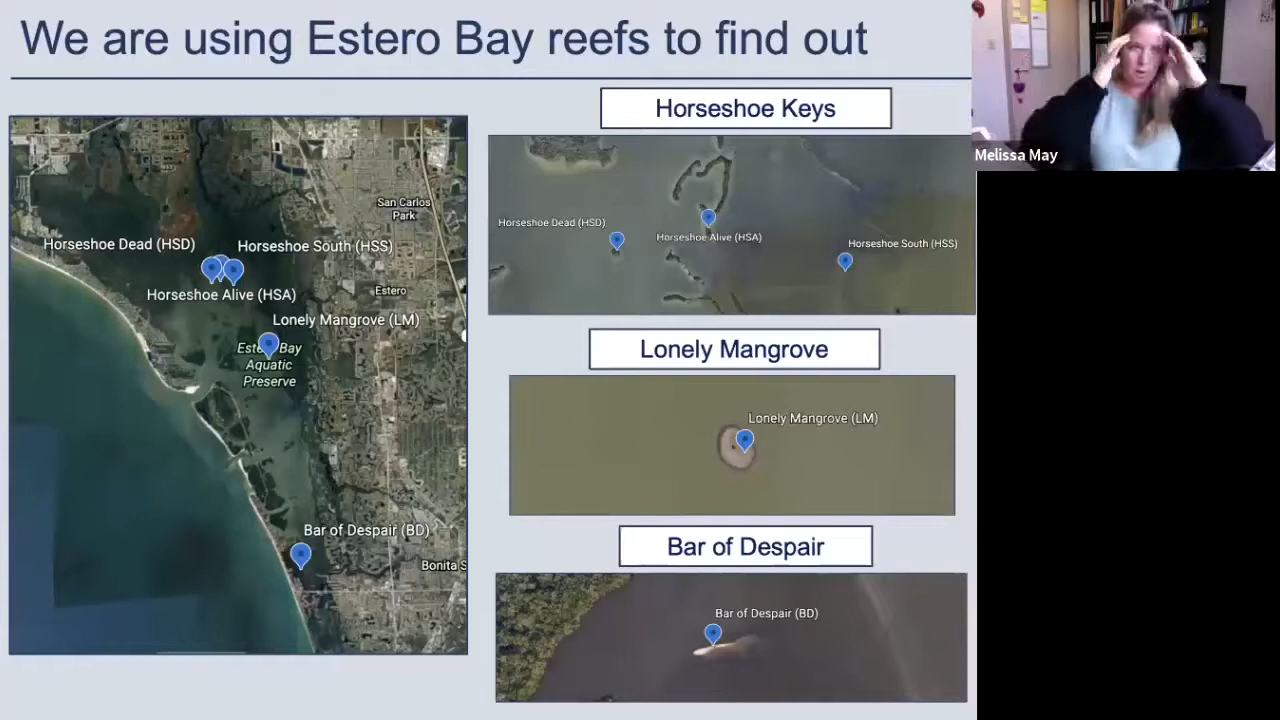 We are using Estero Bay reefs to find out
Melissa May
San Carlos
Park
Horseshoe Dead (HSD)
Horseshoe South (HSS)
Horseshoe Alive (HSA)
Estero
Lonely Mangrove (LM)
Estero Bay
Aquatic
Preserve
Bar of Despair (BD)
Bonita S
Horseshoe Keys
Horseshoe Dead (HSD)
Horseshoe Alive (HSA)
Horseshoe South (HSS)
Lonely Mangrove
Lonely Mangrove (LM)
Bar of Despair
Bar of Despair (BD)